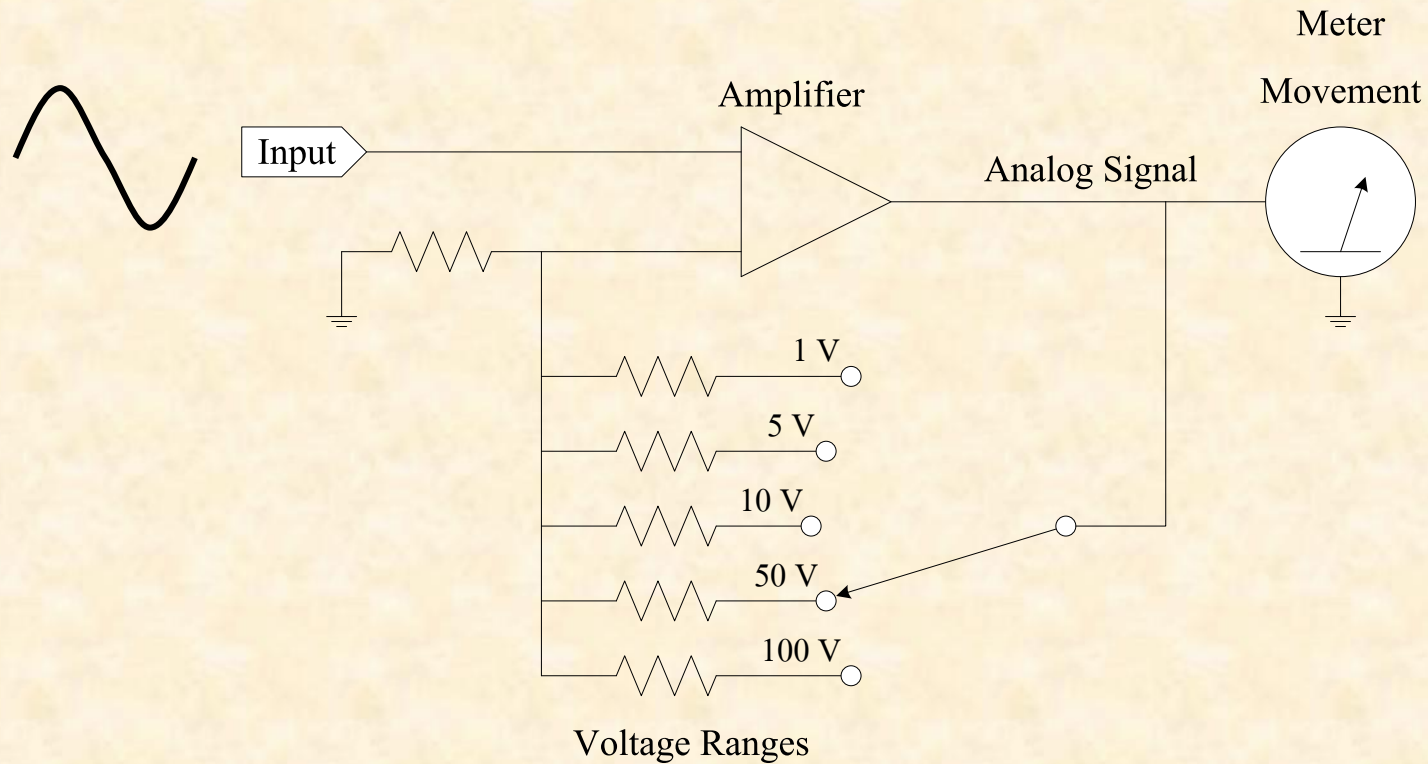 Meter
Movement
Amplifier
Input
Analog Signal
1 V
5 V
10 V
50 V
100 V
Voltage Ranges